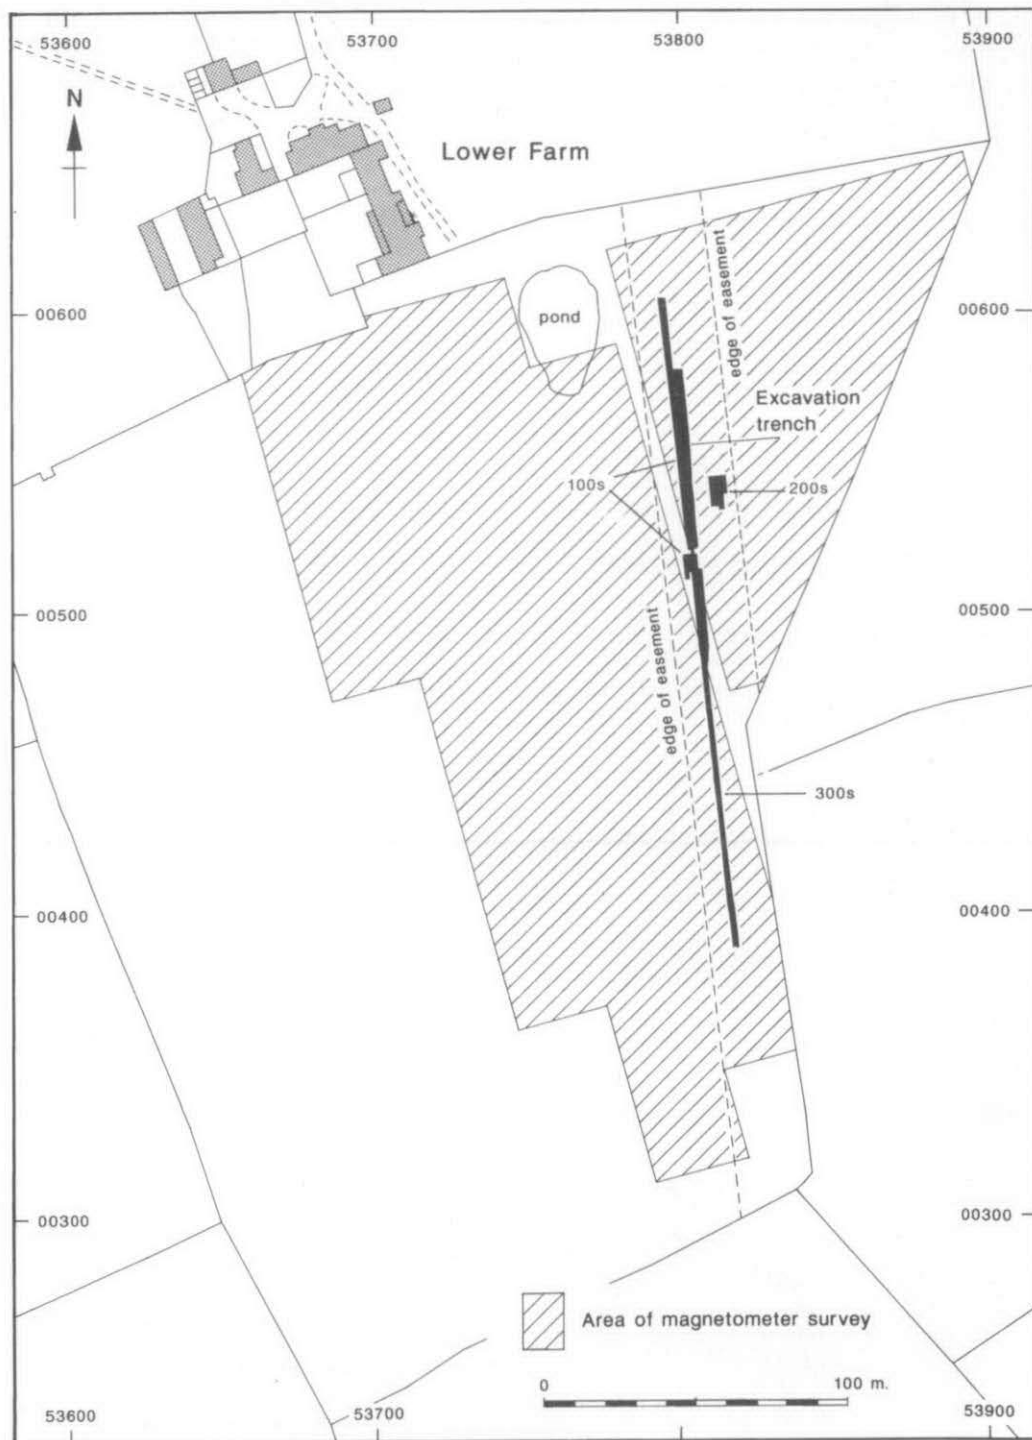 53600
53700
53800
53900
N
Lower Farm
edge of easement
00600
pond
00600
Excavation
trench
100s
200s
00500
00500
edge of easement
300s
00400
00400
00300
00300
Area of magnetometer survey
0
100 m.
53600
53700
53900